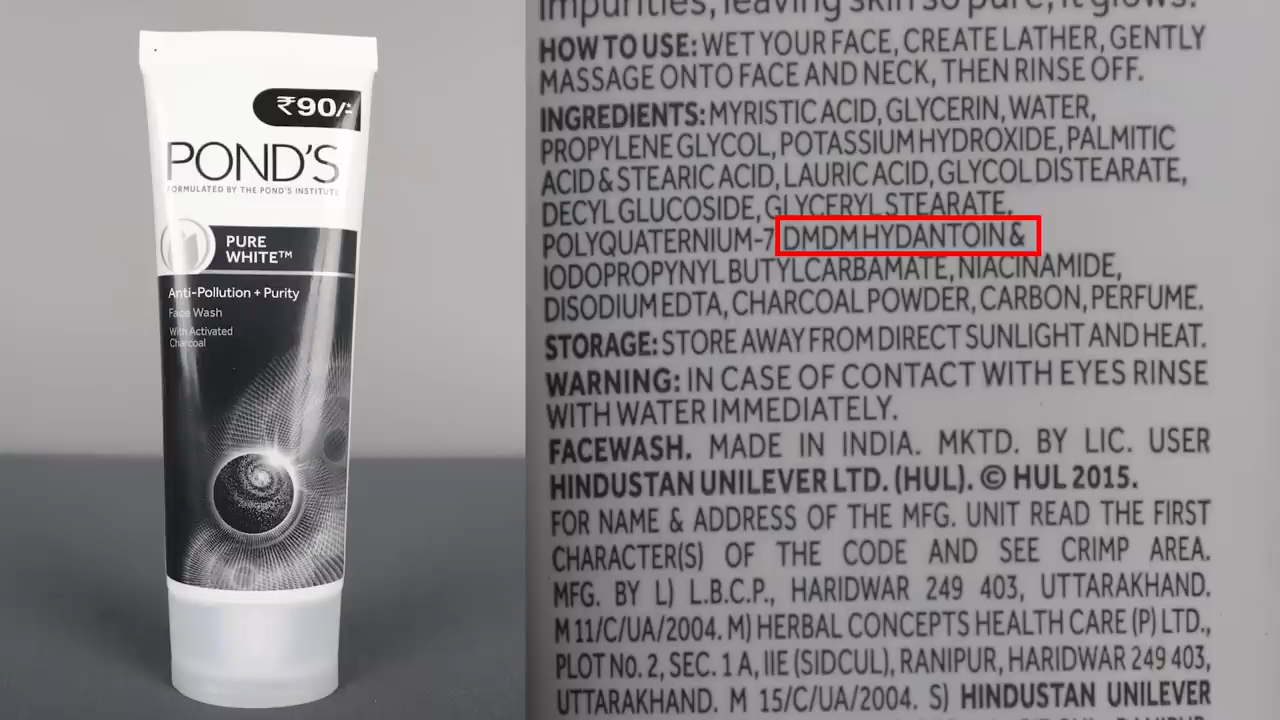 ₹90/-
POND'S
FORMULATED BY THE POND'S INSTITUTE
PURE
WHITE™
Anti-Pollution + Purity
Face Wash
With Activated
Charcoal
impurities, leaving skin so pure, it glows.
HOW TO USE: WET YOUR FACE, CREATE LATHER, GENTLY
MASSAGE ONTO FACE AND NECK, THEN RINSE OFF.
INGREDIENTS: MYRISTIC ACID, GLYCERIN, WATER,
PROPYLENE GLYCOL, POTASSIUM HYDROXIDE, PALMITIC
ACID & STEARIC ACID, LAURIC ACID, GLYCOL DISTEARATE,
DECYL GLUCOSIDE, GLYCERYL STEARATE,
POLYQUATERNIUM-7 DMDM HYDANTOIN &
IODOPROPYNYL BUTYLCARBAMATE, NIACINAMIDE,
DISODIUM EDTA, CHARCOAL POWDER, CARBON, PERFUME.
STORAGE: STORE AWAY FROM DIRECT SUNLIGHT AND HEAT.
WARNING: IN CASE OF CONTACT WITH EYES RINSE
WITH WATER IMMEDIATELY.
FACEWASH. MADE IN INDIA. MKTD. BY LIC. USER
HINDUSTAN UNILEVER LTD. (HUL). © HUL 2015.
FOR NAME & ADDRESS OF THE MFG. UNIT READ THE FIRST
CHARACTER(S) OF THE CODE AND SEE CRIMP AREA.
MFG. BY L) L.B.C.P., HARIDWAR 249 403, UTTARAKHAND.
M 11/C/UA/2004. M) HERBAL CONCEPTS HEALTH CARE (P) LTD.,
PLOT No. 2, SEC. 1 A, IIE (SIDCUL), RANIPUR, HARIDWAR 249 403,
UTTARAKHAND. M 15/C/UA/2004. S) HINDUSTAN UNILEVER